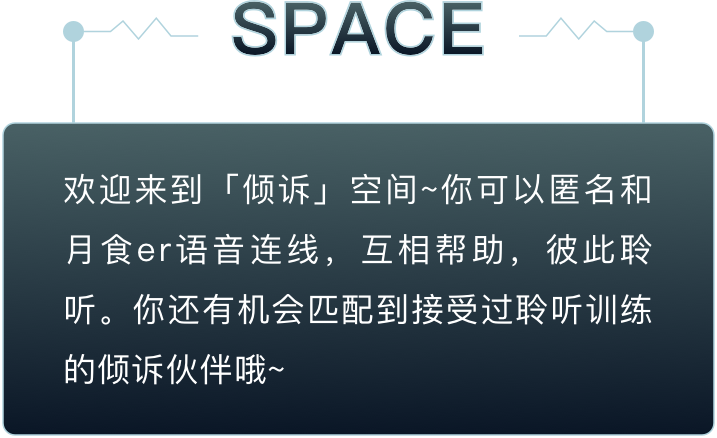 SPACE
欢迎来到「倾诉」空间~你可以匿名和
月食er语音连线，互相帮助，彼此聆
听。你还有机会匹配到接受过聆听训练
的倾诉伙伴哦~